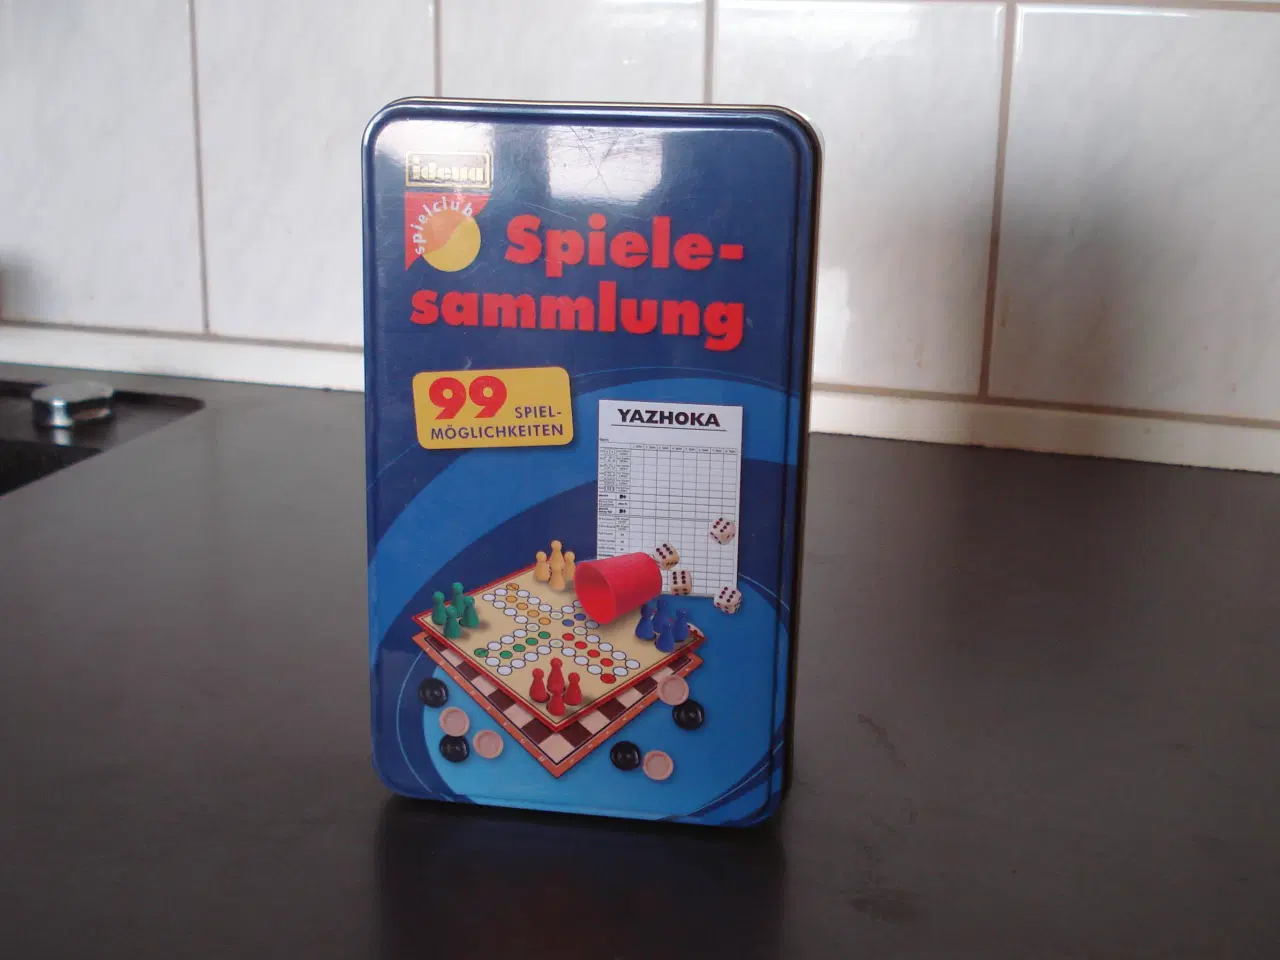 idena
spielclub
Spiele-
sammlung
99 SPIEL-
MÖGLICHKEITEN
YAZHOKA